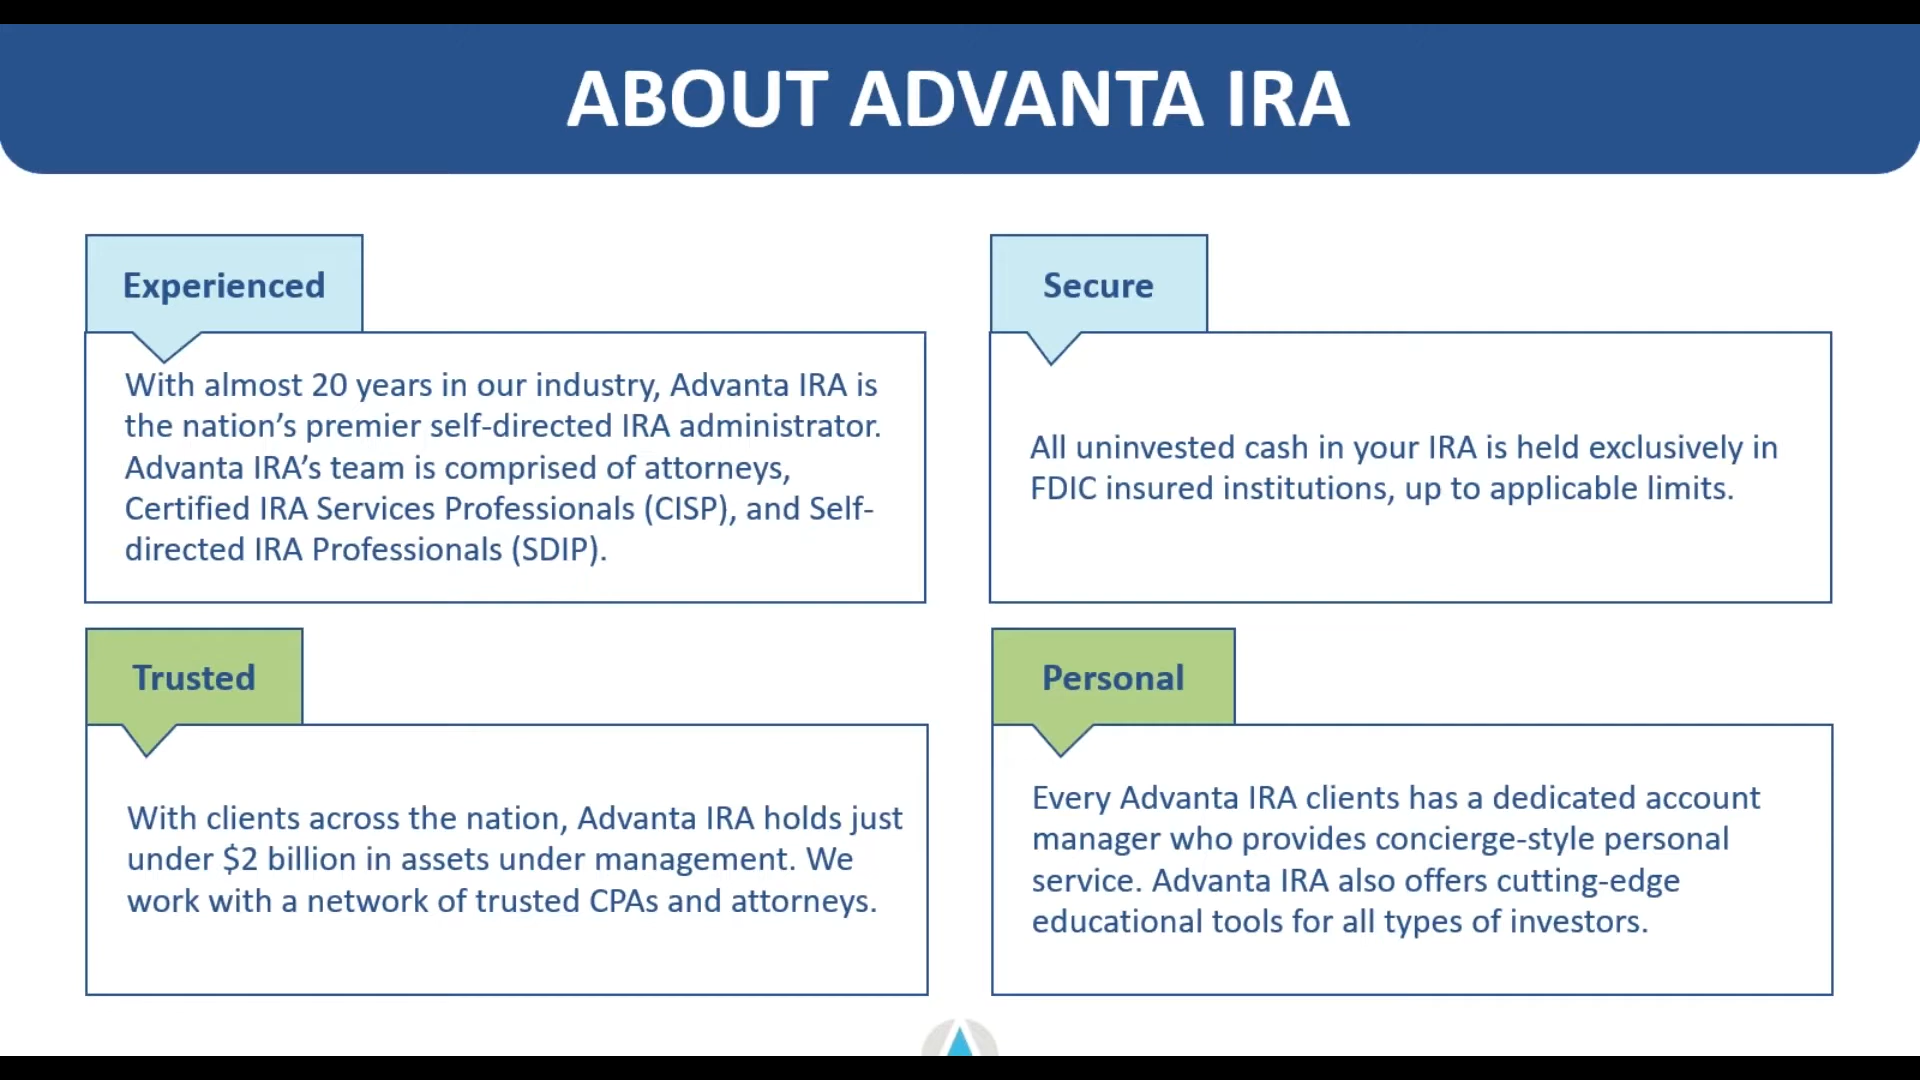 ABOUT ADVANTA IRA
Experienced
With almost 20 years in our industry, Advanta IRA is
the nation’s premier self-directed IRA administrator.
Advanta IRA’s team is comprised of attorneys,
Certified IRA Services Professionals (CISP), and Self-
directed IRA Professionals (SDIP).
Secure
All uninvested cash in your IRA is held exclusively in
FDIC insured institutions, up to applicable limits.
Trusted
With clients across the nation, Advanta IRA holds just
under $2 billion in assets under management. We
work with a network of trusted CPAs and attorneys.
Personal
Every Advanta IRA clients has a dedicated account
manager who provides concierge-style personal
service. Advanta IRA also offers cutting-edge
educational tools for all types of investors.